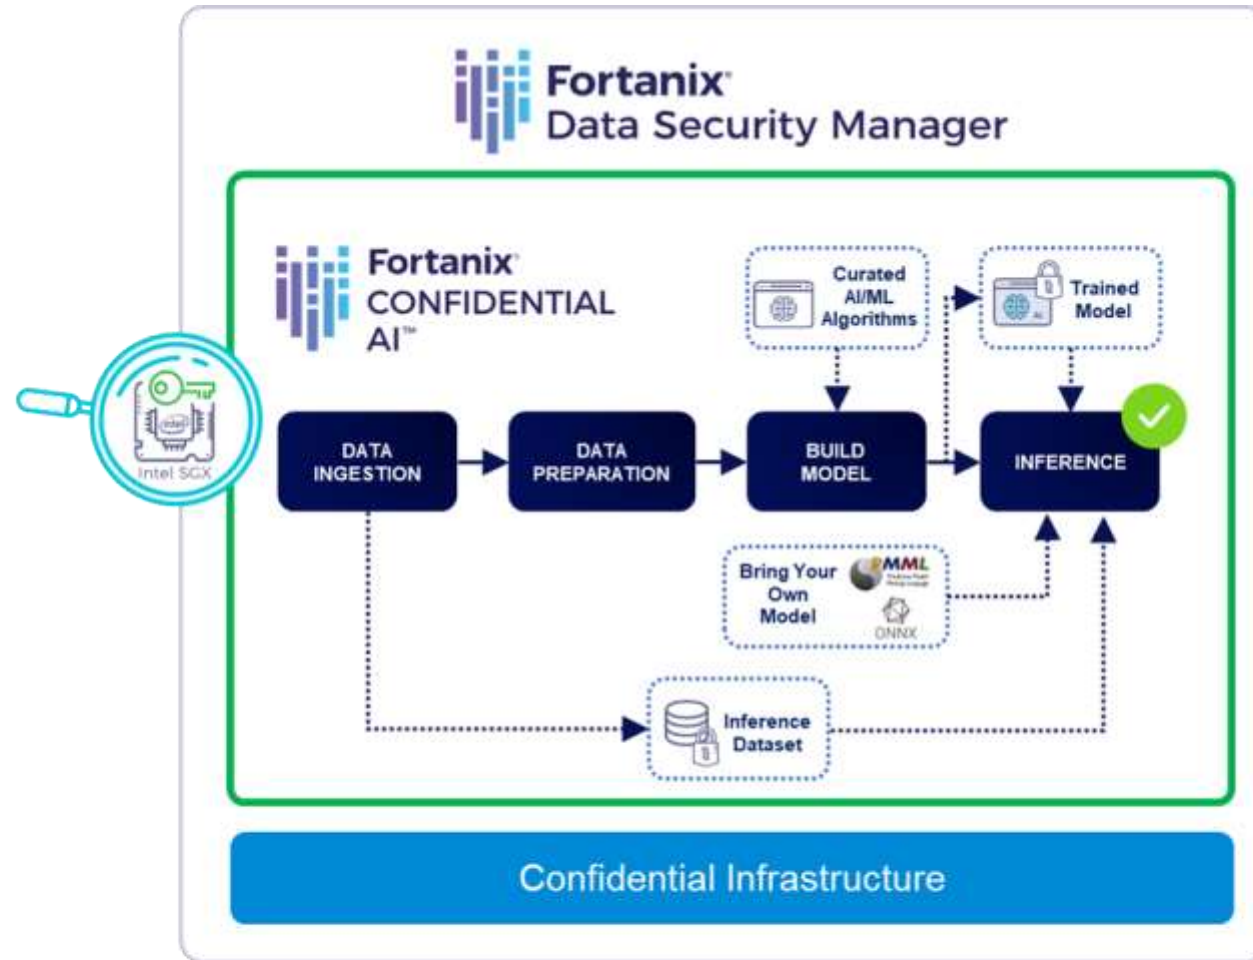 Fortanix
Data Security Manager
Fortanix
CONFIDENTIAL
AI™
Curated
AI/ML
Algorithms
AI
Trained
Model
intel
Intel SGX
DATA
INGESTION
DATA
PREPARATION
BUILD
MODEL
INFERENCE
Bring Your
Own
Model
PMML
ONNX
Inference
Dataset
Confidential Infrastructure